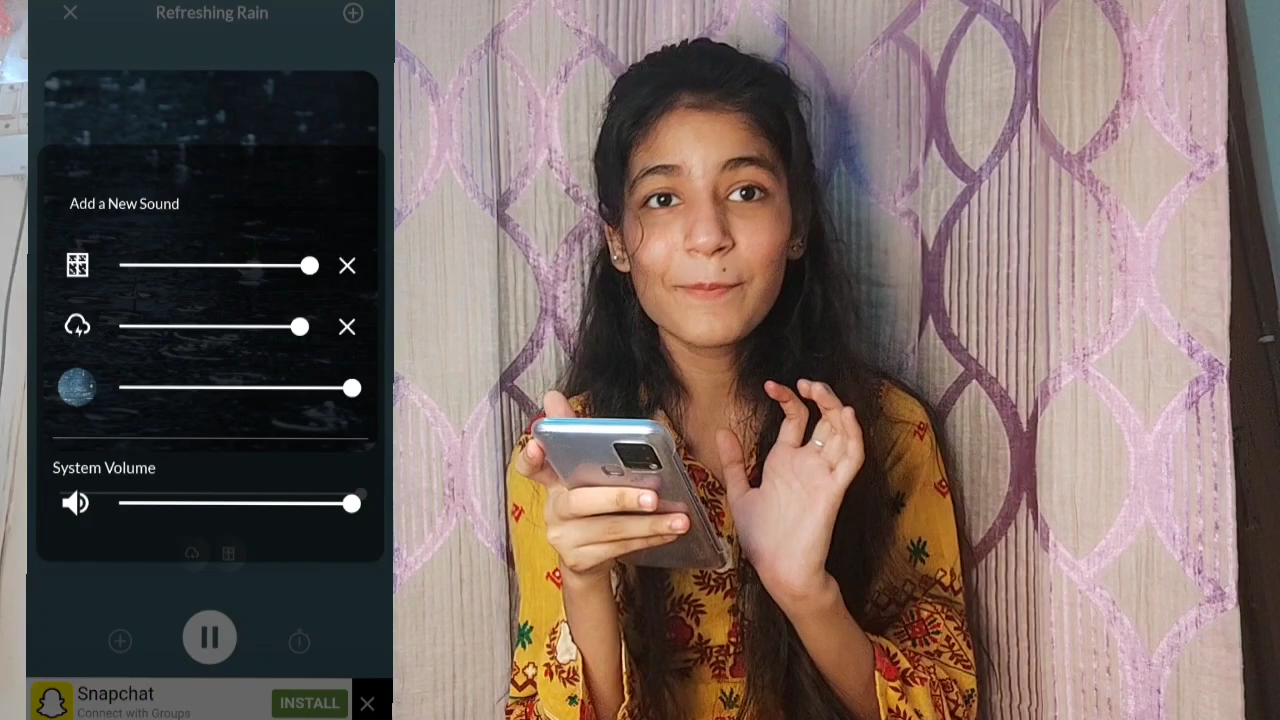 Refreshing Rain
Add a New Sound
System Volume
Snapchat
Connect with Groups
INSTALL